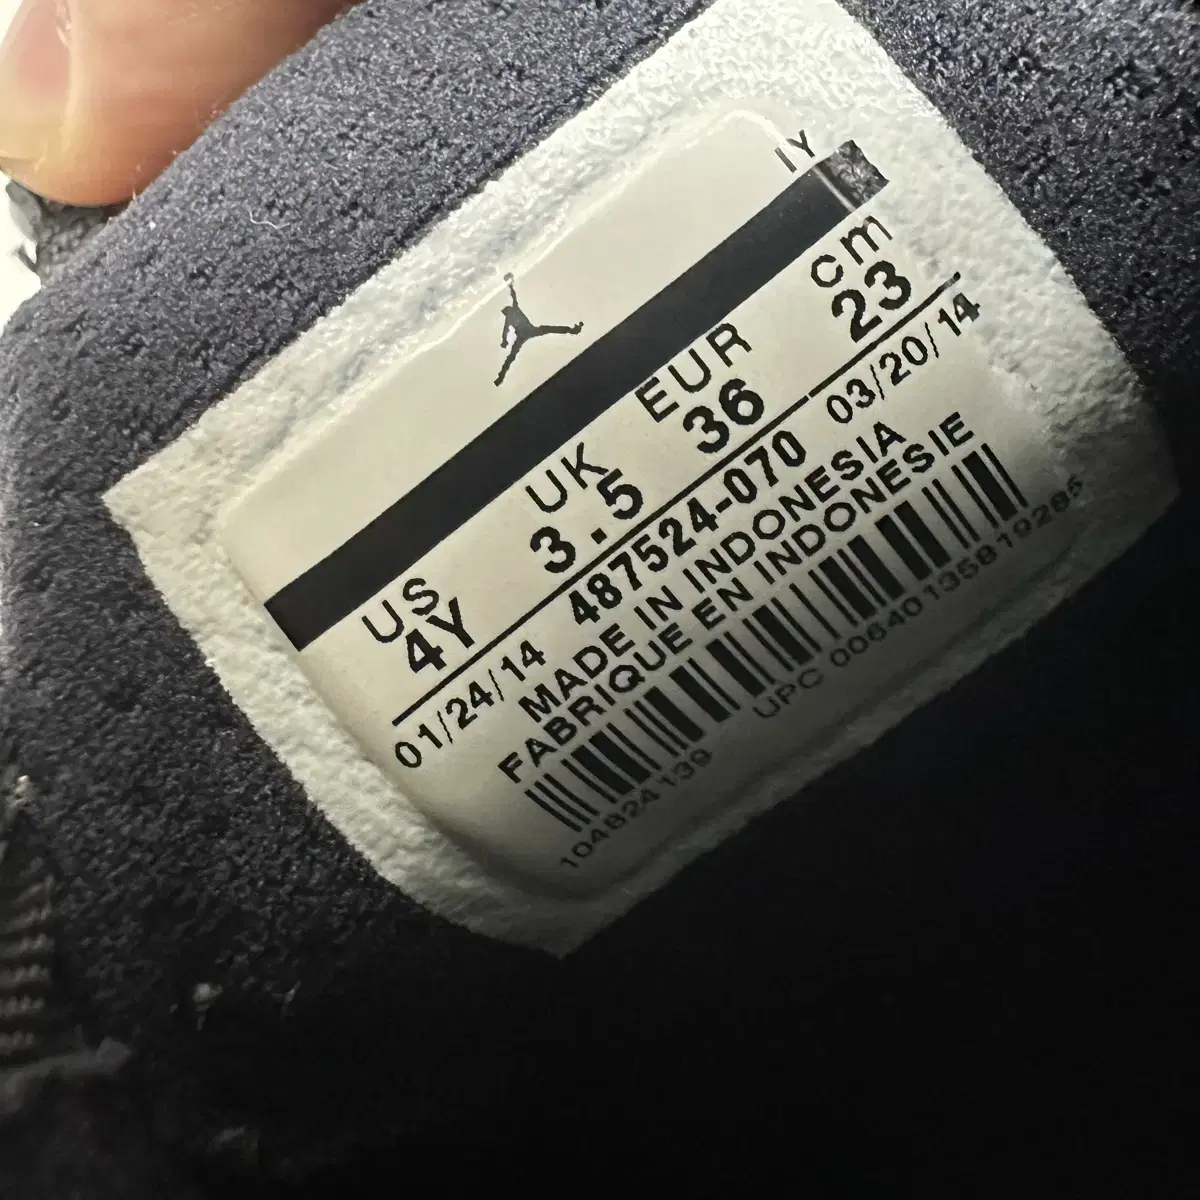 IY
US UK EUR cm
4Y 3.5 36 23
01/24/14 487524-070 03/20/14
MADE IN INDONESIA
FABRIQUE EN INDONESIE
104824139 UPC 00640135819285